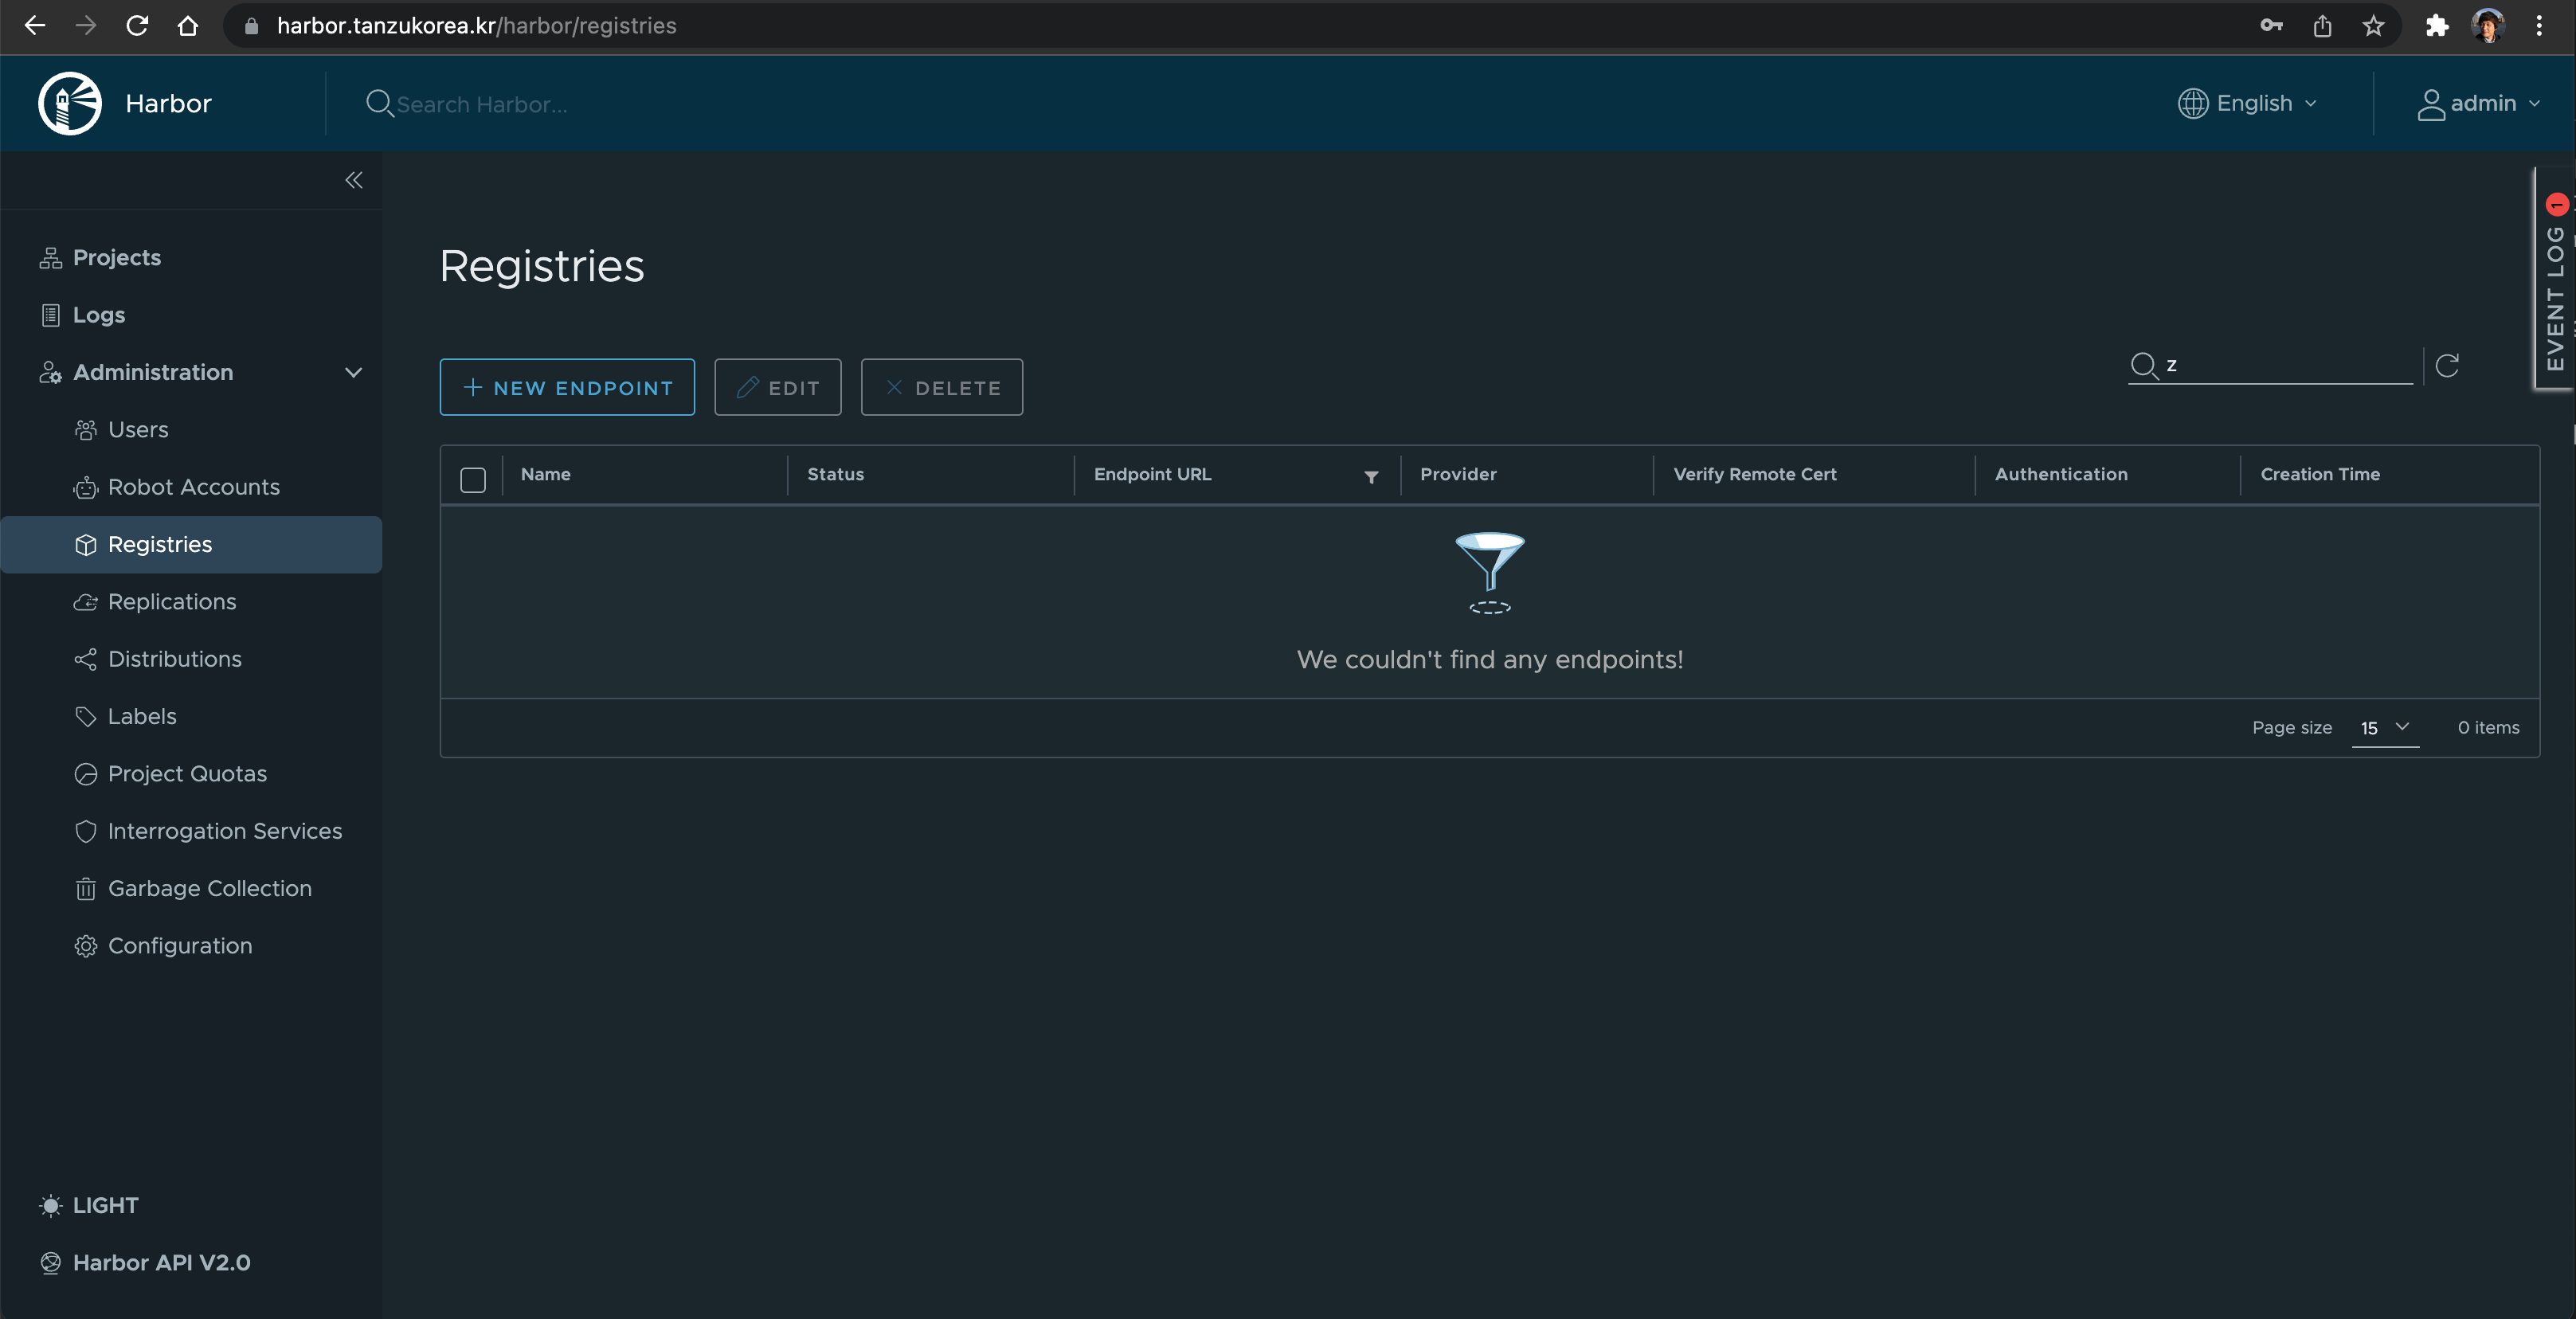 harbor.tanzukorea.kr/harbor/registries
Harbor
Search Harbor...
English
admin
Projects
Logs
Administration
Users
Robot Accounts
Registries
Replications
Distributions
Labels
Project Quotas
Interrogation Services
Garbage Collection
Configuration
LIGHT
Harbor API V2.0
Registries
NEW ENDPOINT
EDIT
DELETE
z
Name Status Endpoint URL Provider Verify Remote Cert Authentication Creation Time
We couldn't find any endpoints!
Page size 15 0 items
EVENT LOG 1